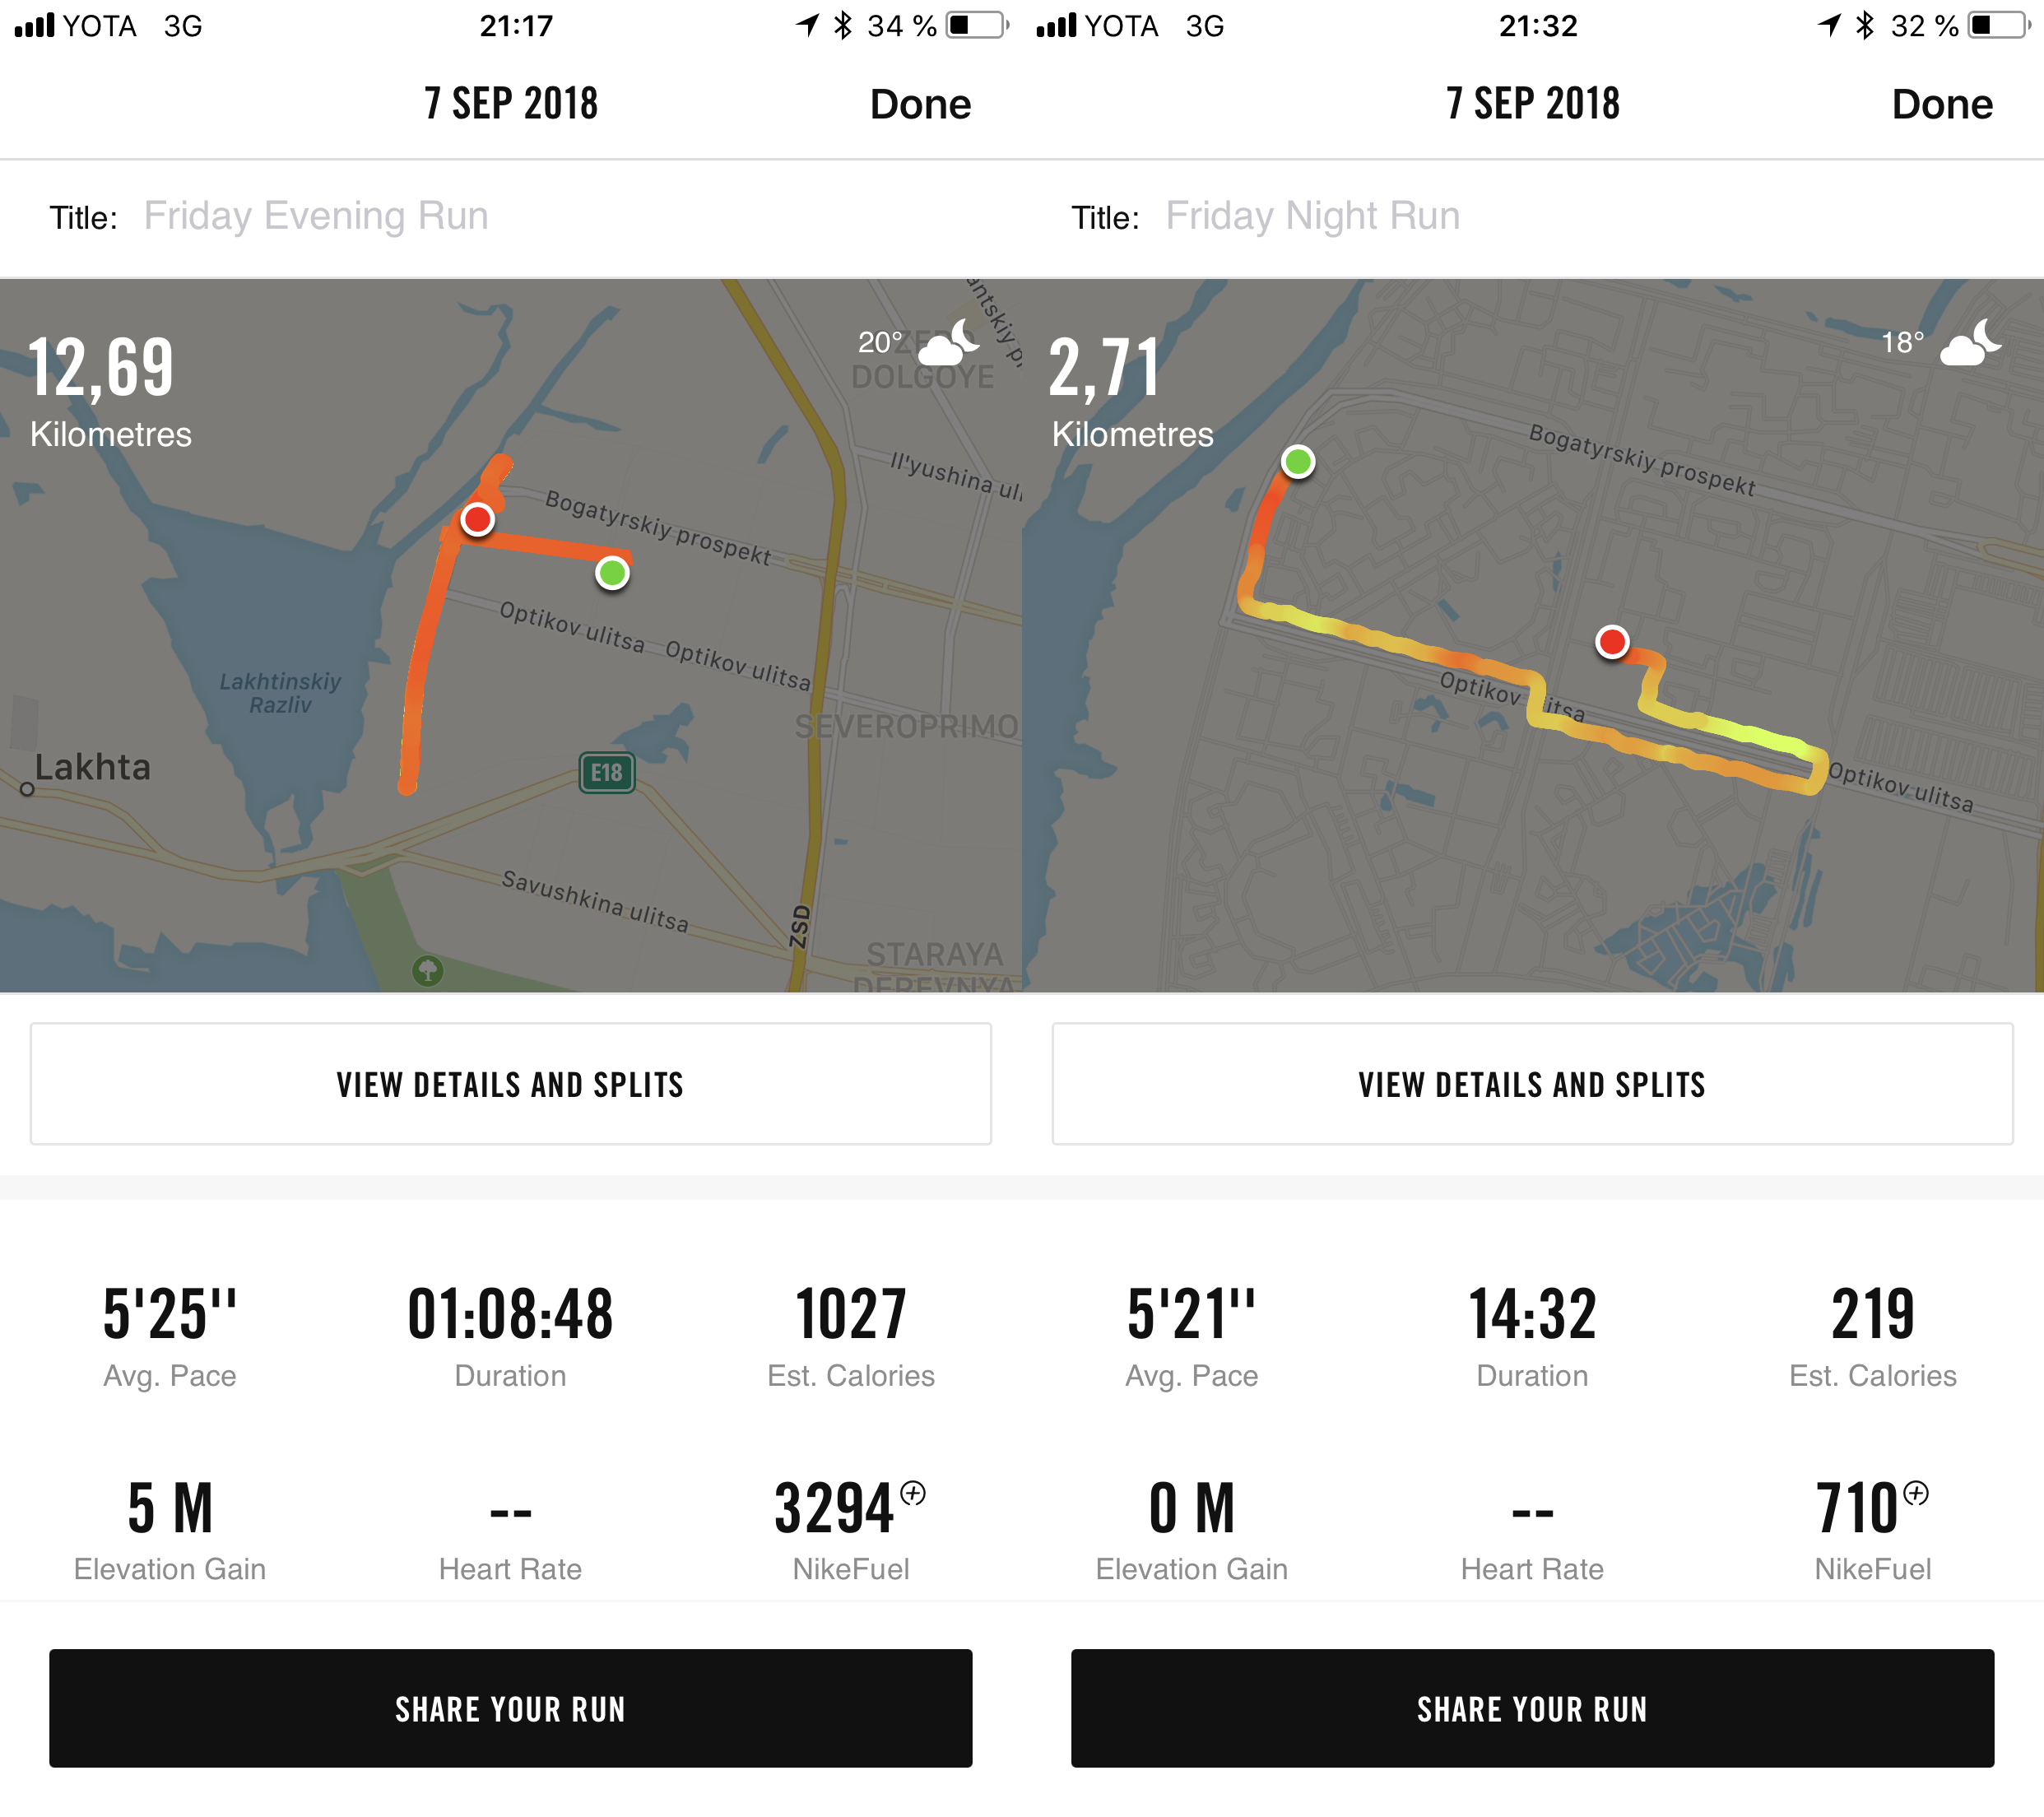 YOTA 3G 21:17 34 %
7 SEP 2018 Done
Title: Friday Evening Run
12,69
Kilometres
20°
DOLGOYE
Il'yushina uli
Bogatyrskiy prospekt
Optikov ulitsa Optikov ulitsa
Lakhtinskiy
Razliv
SEVEROPRIMO
Lakhta
E18
Savushkina ulitsa
ZSD
STARAYA
DEREVNYA
VIEW DETAILS AND SPLITS
5'25'' 01:08:48 1027
Avg. Pace Duration Est. Calories
5 M -- 3294
Elevation Gain Heart Rate NikeFuel
SHARE YOUR RUN
YOTA 3G 21:32 32 %
7 SEP 2018 Done
Title: Friday Night Run
2,71
Kilometres
18°
Bogatyrskiy prospekt
Optikov itsa
Optikov ulitsa
VIEW DETAILS AND SPLITS
5'21'' 14:32 219
Avg. Pace Duration Est. Calories
0 M -- 710
Elevation Gain Heart Rate NikeFuel
SHARE YOUR RUN